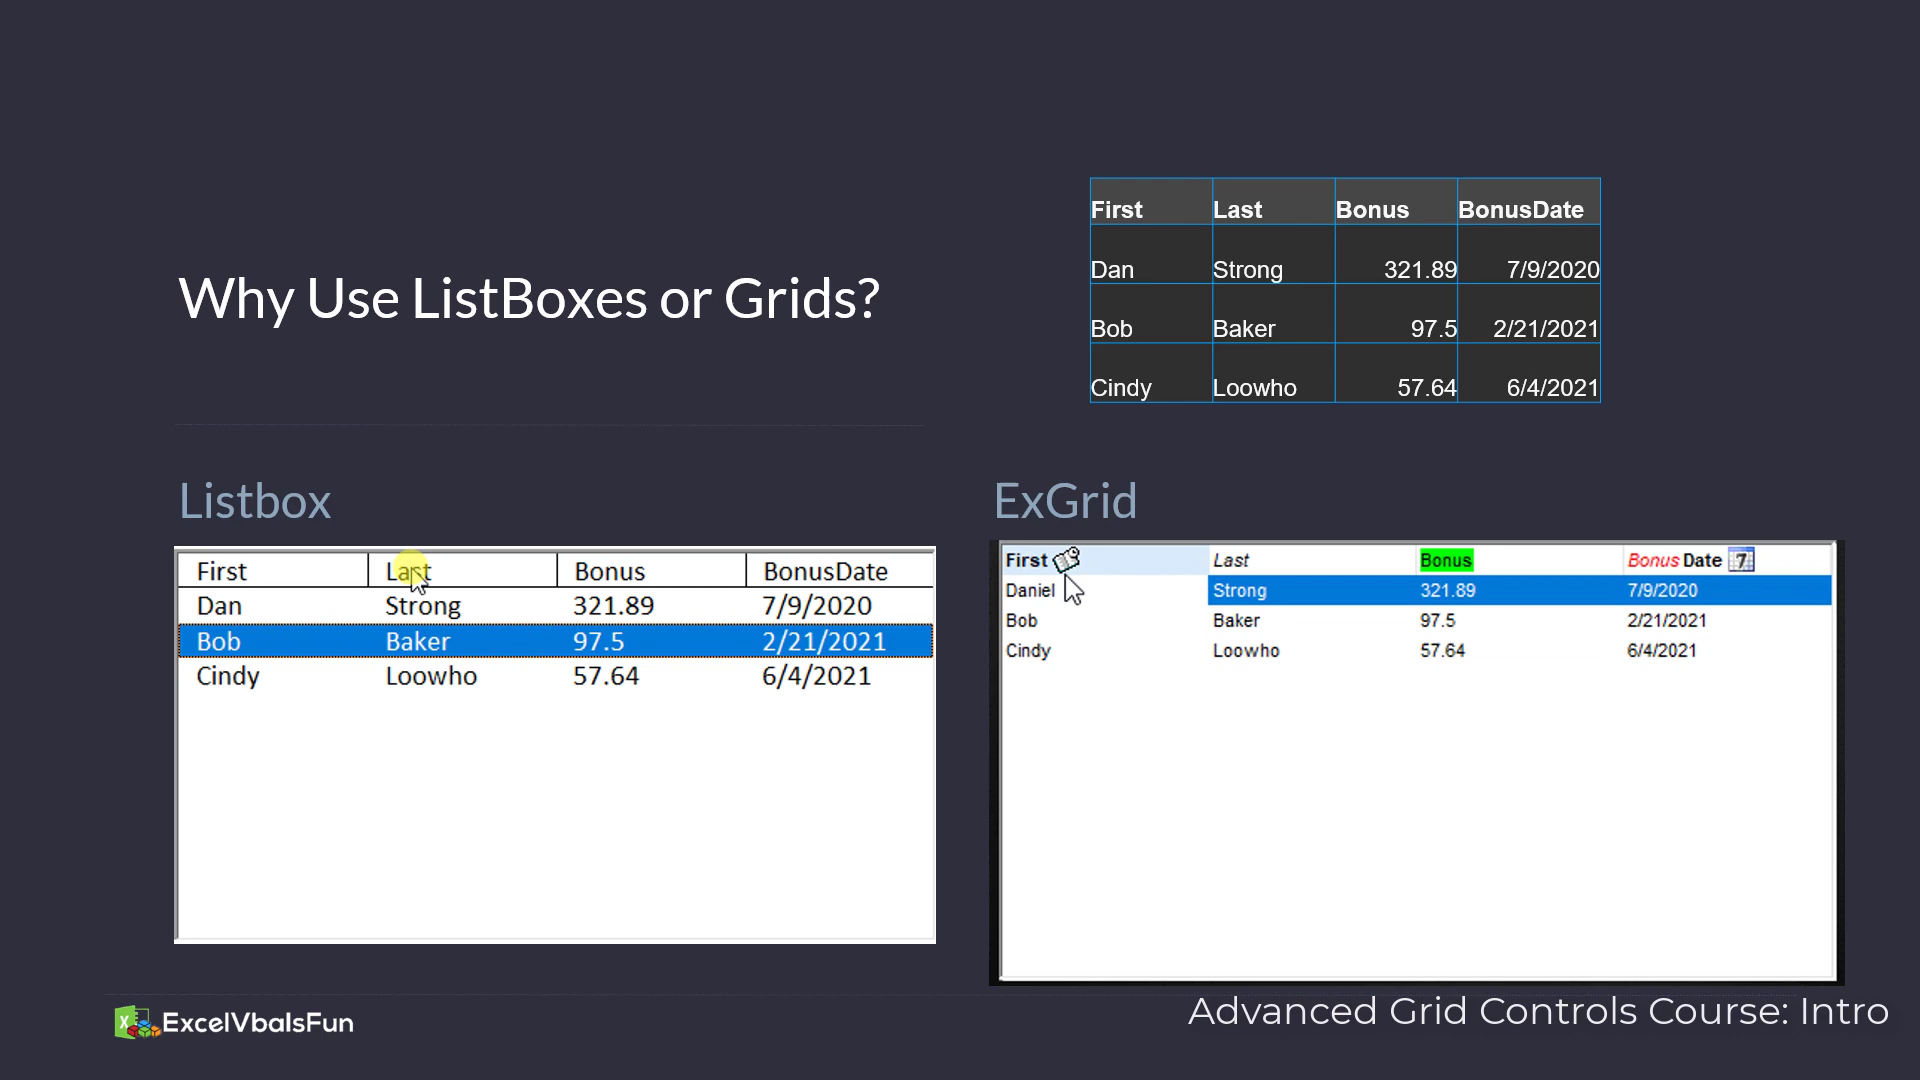 First Last Bonus BonusDate
Dan Strong 321.89 7/9/2020
Bob Baker 97.5 2/21/2021
Cindy Loowho 57.64 6/4/2021
Why Use ListBoxes or Grids?
Listbox
First Last Bonus BonusDate
Dan Strong 321.89 7/9/2020
Bob Baker 97.5 2/21/2021
Cindy Loowho 57.64 6/4/2021
ExGrid
First Last Bonus Bonus Date 7
Daniel Strong 321.89 7/9/2020
Bob Baker 97.5 2/21/2021
Cindy Loowho 57.64 6/4/2021
X ExcelVbaIsFun
Advanced Grid Controls Course: Intro